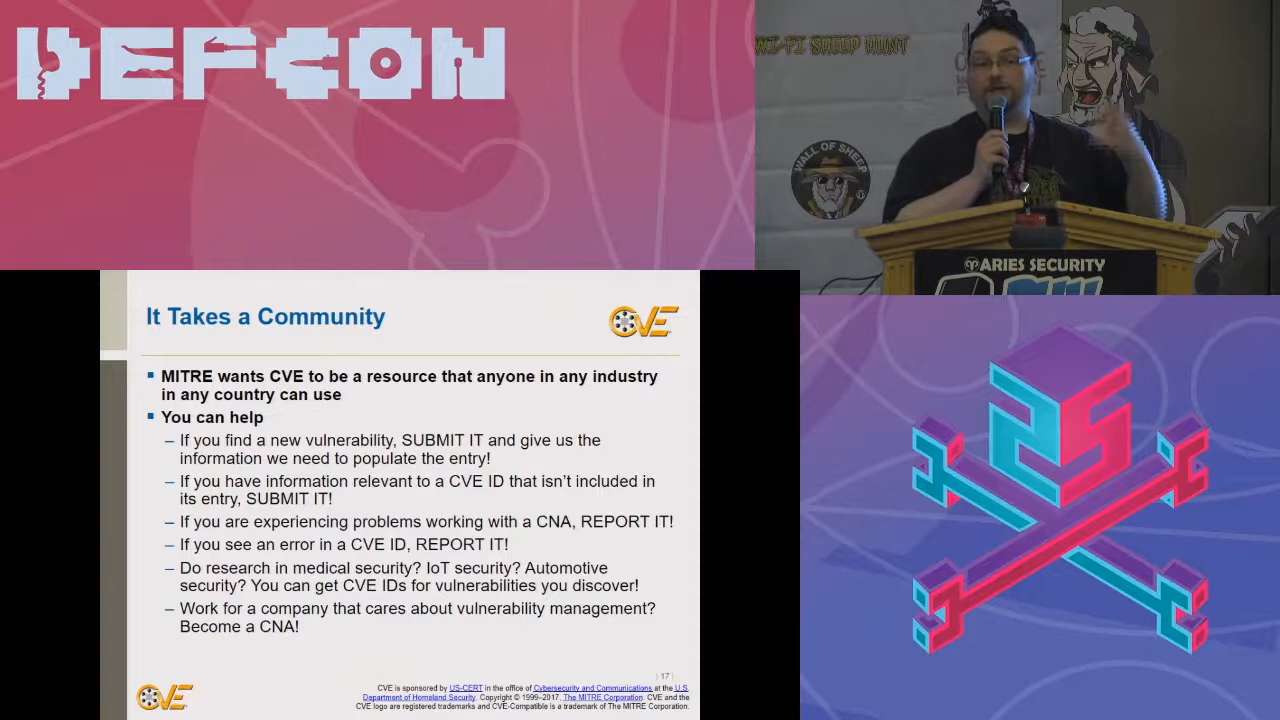 DEFCON
WI-FI SHEEP HUNT
WALL OF SHEEP
ARIES SECURITY
It Takes a Community
CVE
MITRE wants CVE to be a resource that anyone in any industry
in any country can use
You can help
– If you find a new vulnerability, SUBMIT IT and give us the
information we need to populate the entry!
– If you have information relevant to a CVE ID that isn't included in
its entry, SUBMIT IT!
– If you are experiencing problems working with a CNA, REPORT IT!
– If you see an error in a CVE ID, REPORT IT!
– Do research in medical security? IoT security? Automotive
security? You can get CVE IDs for vulnerabilities you discover!
– Work for a company that cares about vulnerability management?
Become a CNA!
| 17 |
CVE
CVE is sponsored by US-CERT in the office of Cybersecurity and Communications at the U.S.
Department of Homeland Security. Copyright © 1999–2017, The MITRE Corporation. CVE and the
CVE logo are registered trademarks and CVE-Compatible is a trademark of The MITRE Corporation.
25